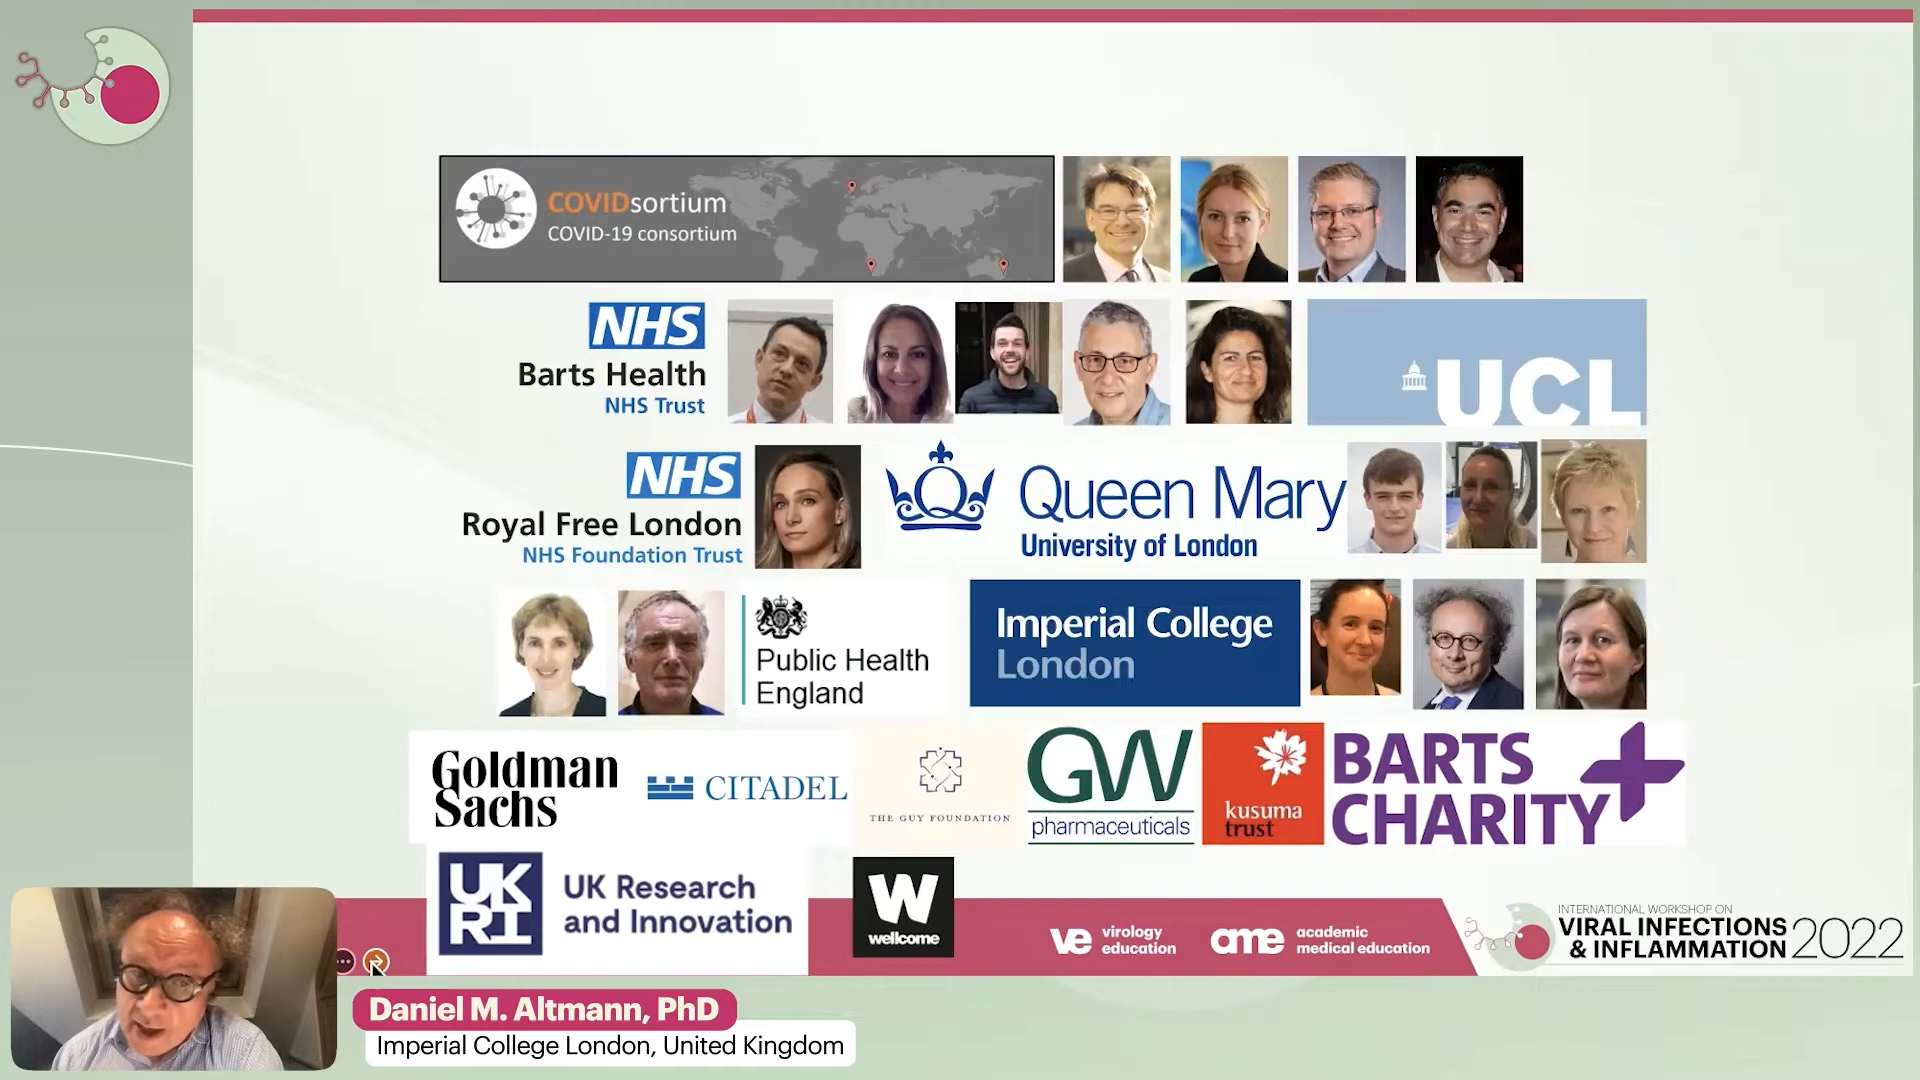 COVIDsortium
COVID-19 consortium
NHS
Barts Health
NHS Trust
UCL
NHS
Royal Free London
NHS Foundation Trust
Queen Mary
University of London
Public Health
England
Imperial College
London
Goldman
Sachs
CITADEL
THE GUY FOUNDATION
GW
pharmaceuticals
kusuma
trust
BARTS
CHARITY
UK
RI
UK Research
and Innovation
W
wellcome
ve
virology
education
ame
academic
medical education
INTERNATIONAL WORKSHOP ON
VIRAL INFECTIONS
& INFLAMMATION 2022
Daniel M. Altmann, PhD
Imperial College London, United Kingdom